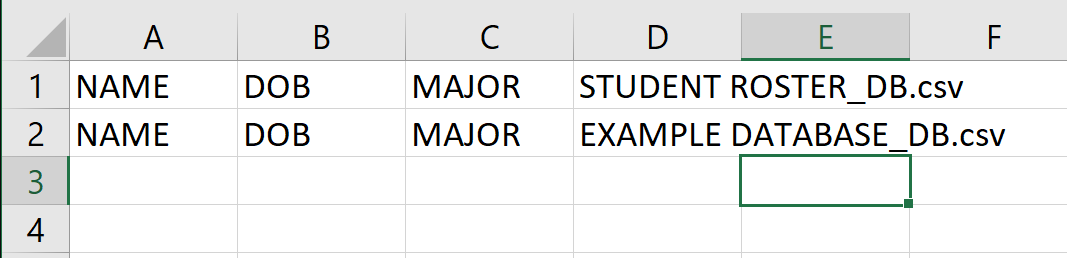 A B C D E F
1 NAME DOB MAJOR STUDENT ROSTER_DB.csv
2 NAME DOB MAJOR EXAMPLE DATABASE_DB.csv
3
4